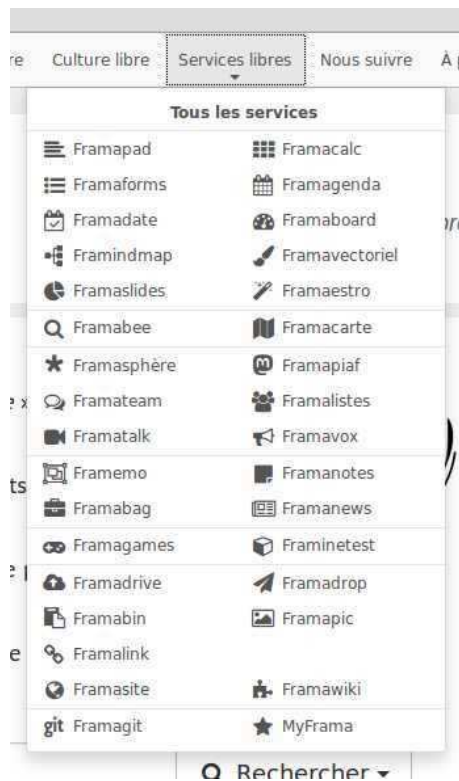 re Culture libre Services libres Nous suivre À p
Tous les services
Framapad Framacalc
Framaforms Framagenda
Framadate Framaboard
Framindmap Framavectoriel
Framaslides Framaestro
Framabee Framacarte
Framasphère Framapiaf
Framateam Framalistes
Framatalk Framavox
Framemo Framanotes
Framabag Framanews
Framagames Framinetest
Framadrive Framadrop
Framabin Framapic
Framalink
Framasite Framawiki
git Framagit MyFrama
Rechercher